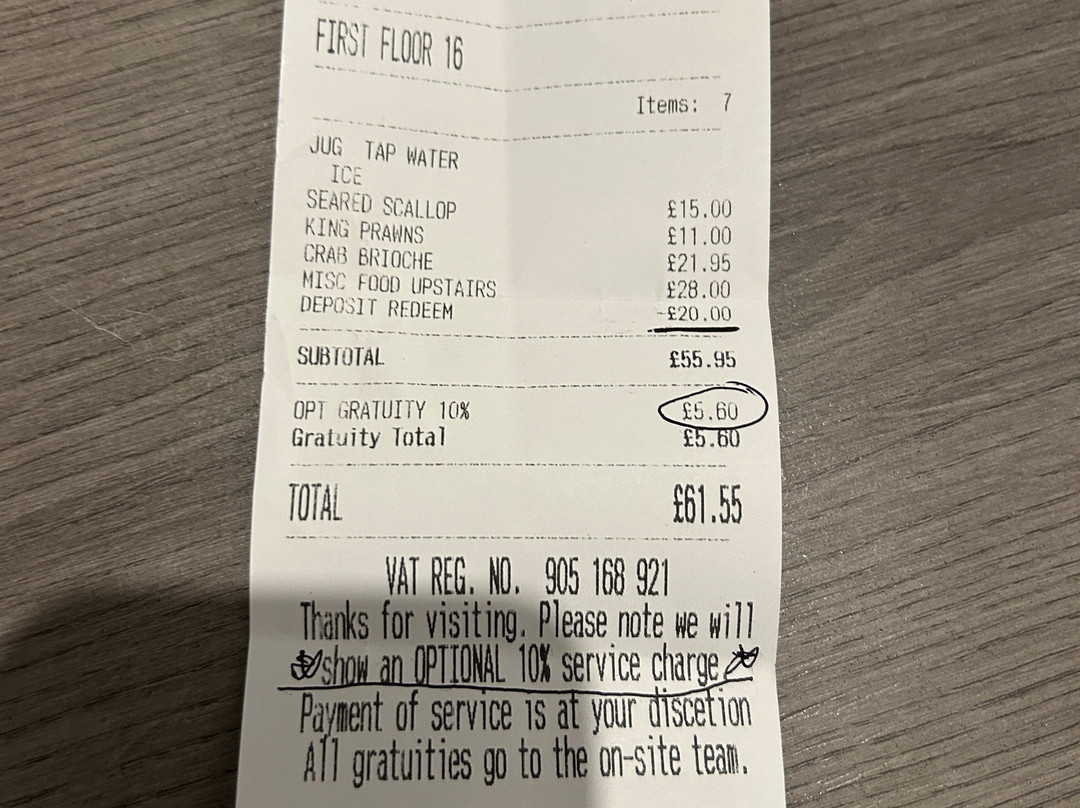 FIRST FLOOR 16
Items: 7
JUG TAP WATER
ICE
SEARED SCALLOP £15.00
KING PRAWNS £11.00
CRAB BRIOCHE £21.95
MISC FOOD UPSTAIRS £28.00
DEPOSIT REDEEM -£20.00
SUBTOTAL £55.95
OPT GRATUITY 10% £5.60
Gratuity Total £5.60
TOTAL £61.55
VAT REG. NO. 905 168 921
Thanks for visiting. Please note we will
show an OPTIONAL 10% service charge
Payment of service is at your discetion
All gratuities go to the on-site team.